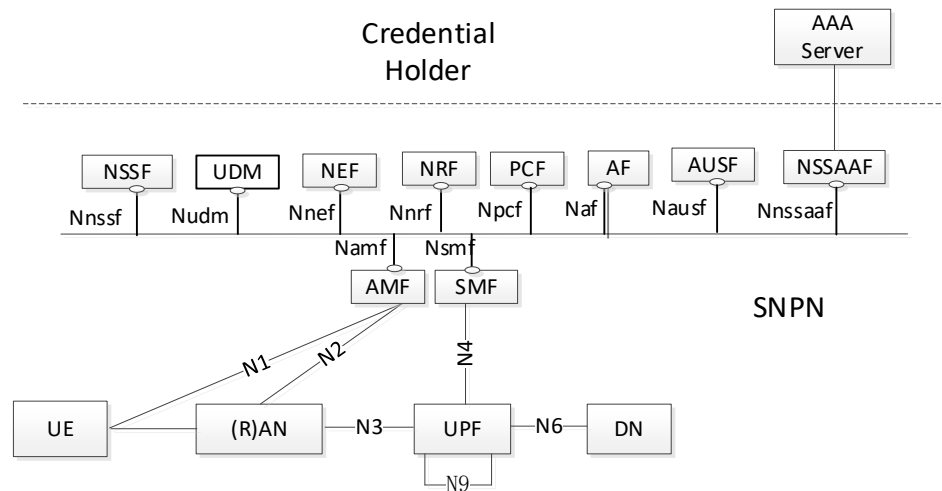 Credential
Holder
AAA
Server
NSSF
UDM
NEF
NRF
PCF
AF
AUSF
NSSAAF
Nnssf
Nudm
Nnef
Nnrf
Npcf
Naf
Nausf
Nnssaaf
Namf
Nsmf
AMF
SMF
SNPN
N1
N2
N4
UE
(R)AN
N3
UPF
N6
DN
N9